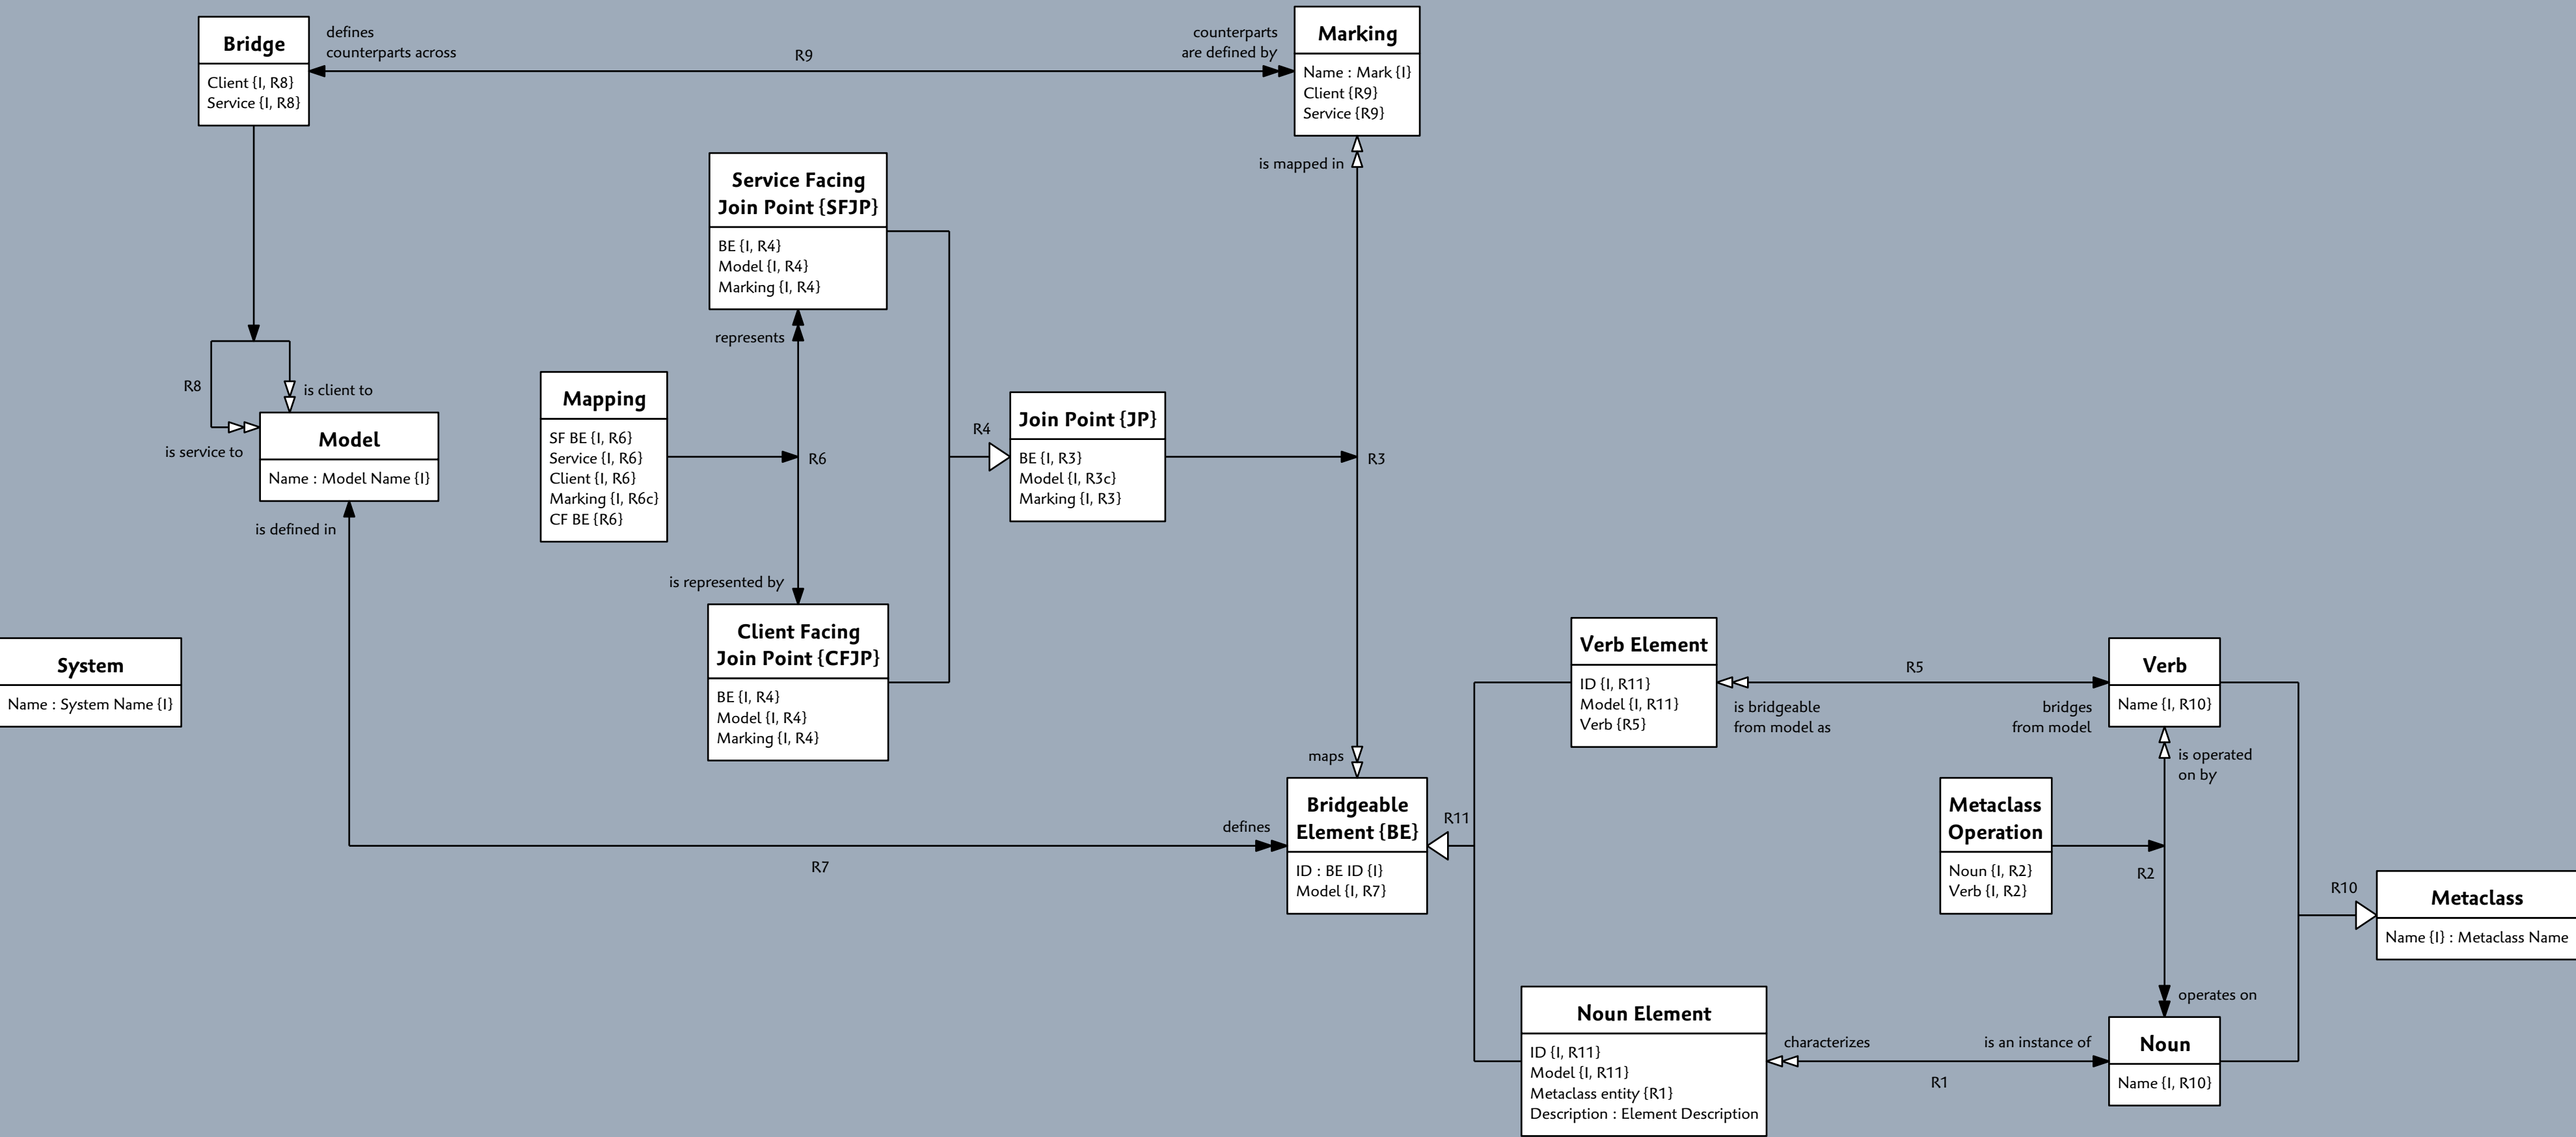 Bridge
Client {I, R8}
Service {I, R8}
defines
counterparts across
R9
counterparts
are defined by
Marking
Name : Mark {I}
Client {R9}
Service {R9}
is mapped in
Service Facing
Join Point {SFJP}
BE {I, R4}
Model {I, R4}
Marking {I, R4}
represents
R8
is client to
is service to
Model
Name : Model Name {I}
is defined in
Mapping
SF BE {I, R6}
Service {I, R6}
Client {I, R6}
Marking {I, R6c}
CF BE {R6}
R6
R4
Join Point {JP}
BE {I, R3}
Model {I, R3c}
Marking {I, R3}
R3
is represented by
Client Facing
Join Point {CFJP}
BE {I, R4}
Model {I, R4}
Marking {I, R4}
System
Name : System Name {I}
maps
defines
R7
Bridgeable
Element {BE}
ID : BE ID {I}
Model {I, R7}
R11
Verb Element
ID {I, R11}
Model {I, R11}
Verb {R5}
R5
is bridgeable
from model as
bridges
from model
Verb
Name {I, R10}
is operated
on by
Metaclass
Operation
Noun {I, R2}
Verb {I, R2}
R2
R10
Metaclass
Name {I} : Metaclass Name
operates on
Noun Element
ID {I, R11}
Model {I, R11}
Metaclass entity {R1}
Description : Element Description
characterizes
is an instance of
R1
Noun
Name {I, R10}